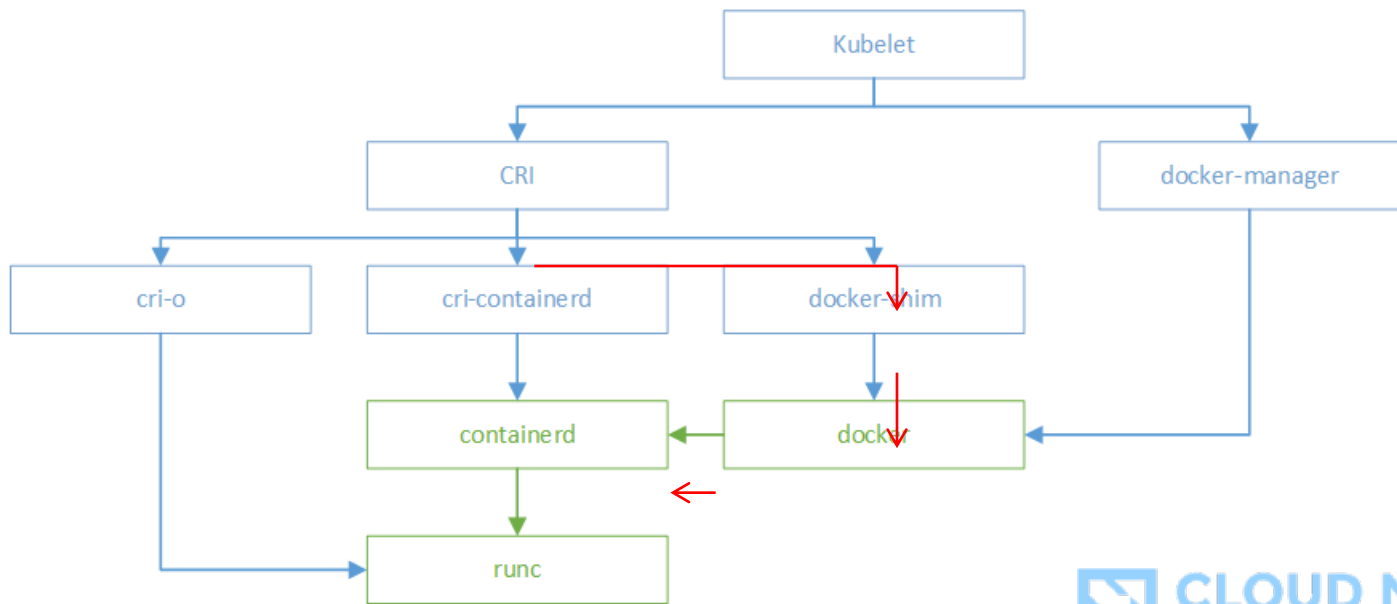 Kubelet
CRI
docker-manager
cri-o
cri-containerd
docker-shim
containerd
docker
runc
CLOUD N